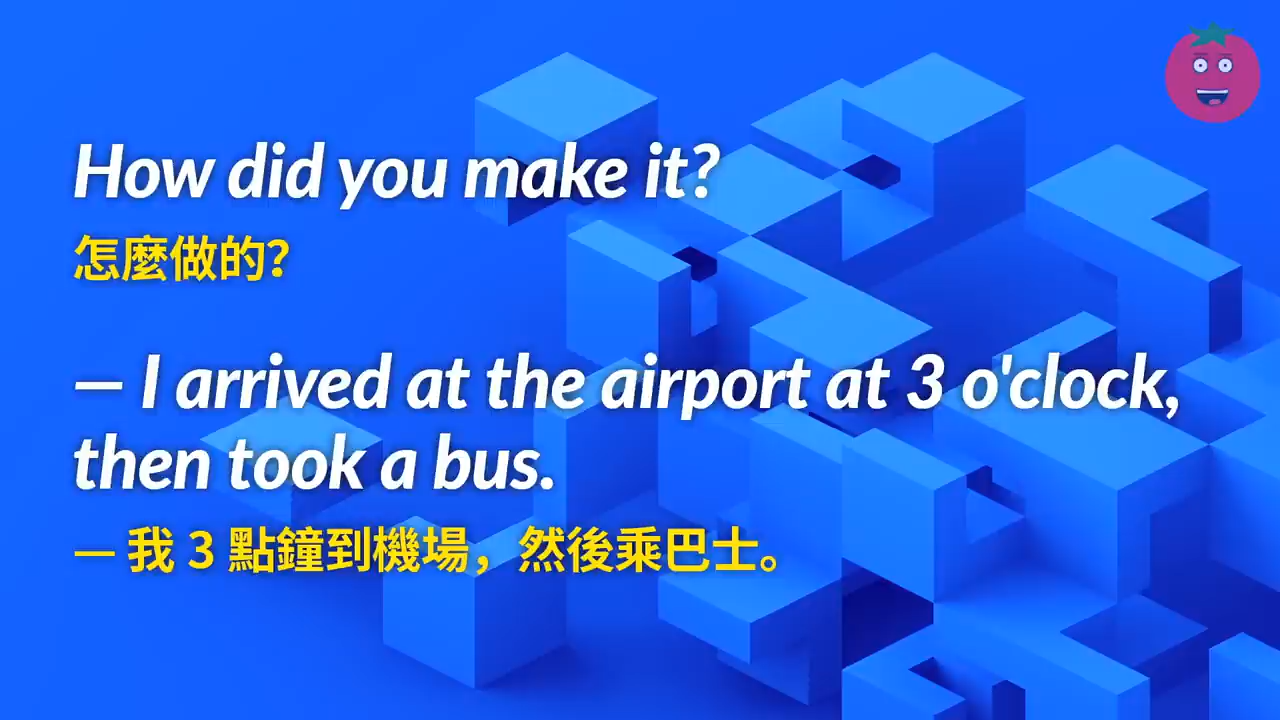 How did you make it?
怎麼做的?
— I arrived at the airport at 3 o'clock,
then took a bus.
— 我 3 點鐘到機場，然後乘巴士。